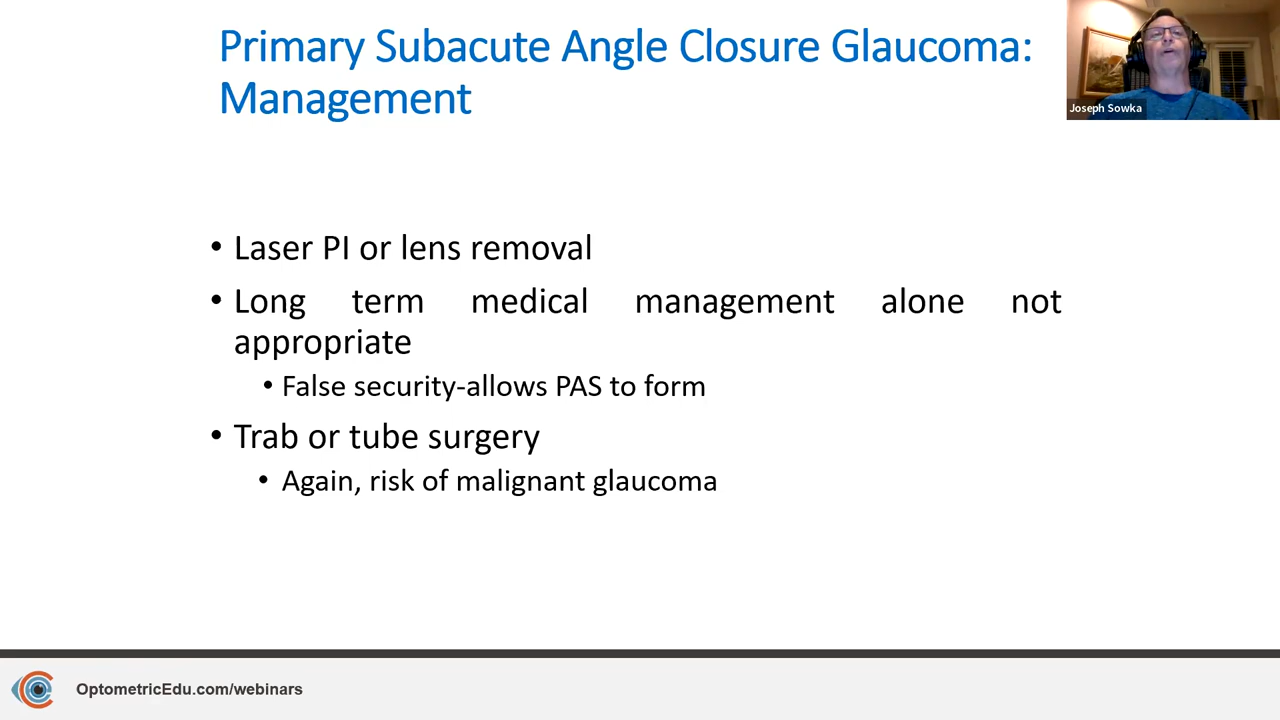 Primary Subacute Angle Closure Glaucoma:
Management
Joseph Sowka
• Laser PI or lens removal
• Long term medical management alone not
appropriate
• False security-allows PAS to form
• Trab or tube surgery
• Again, risk of malignant glaucoma
OptometricEdu.com/webinars